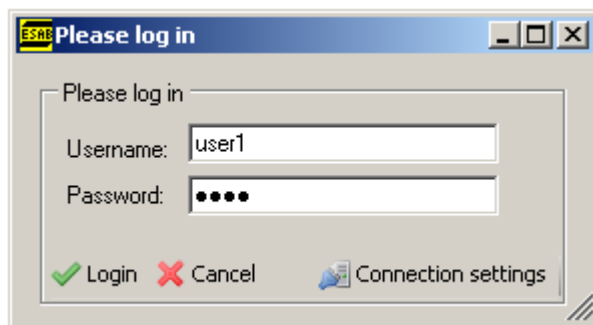 ESAB Please log in
Please log in
Username: user1
Password: ●●●●
Login Cancel Connection settings